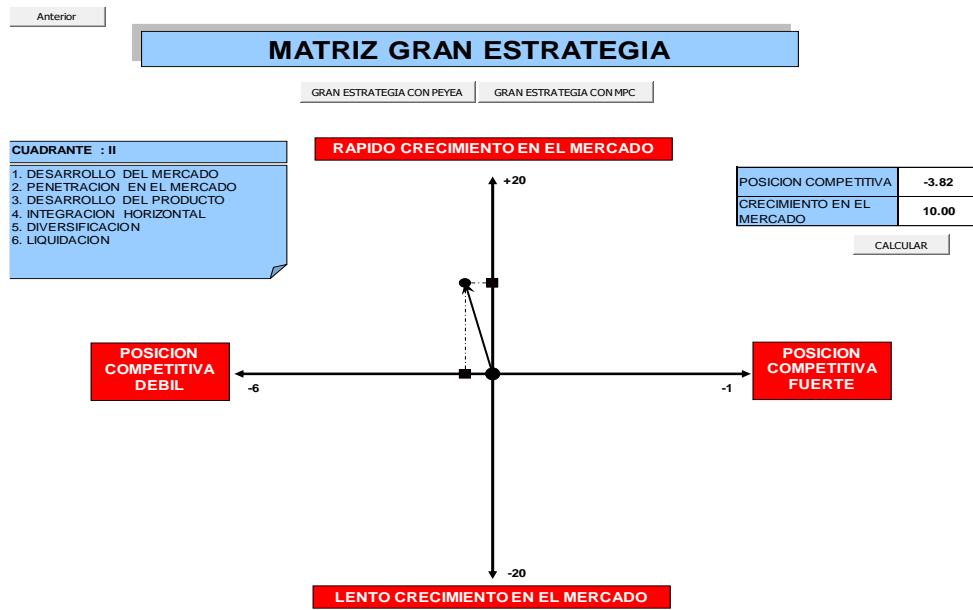 Anterior
MATRIZ GRAN ESTRATEGIA
GRAN ESTRATEGIA CON PEYEA
GRAN ESTRATEGIA CON MPC
CUADRANTE : II
1. DESARROLLO DEL MERCADO
2. PENETRACION EN EL MERCADO
3. DESARROLLO DEL PRODUCTO
4. INTEGRACION HORIZONTAL
5. DIVERSIFICACION
6. LIQUIDACION
RAPIDO CRECIMIENTO EN EL MERCADO
+20
POSICION COMPETITIVA -3.82
CRECIMIENTO EN EL
MERCADO 10.00
CALCULAR
POSICION
COMPETITIVA
DEBIL
-6
-1
POSICION
COMPETITIVA
FUERTE
-20
LENTO CRECIMIENTO EN EL MERCADO